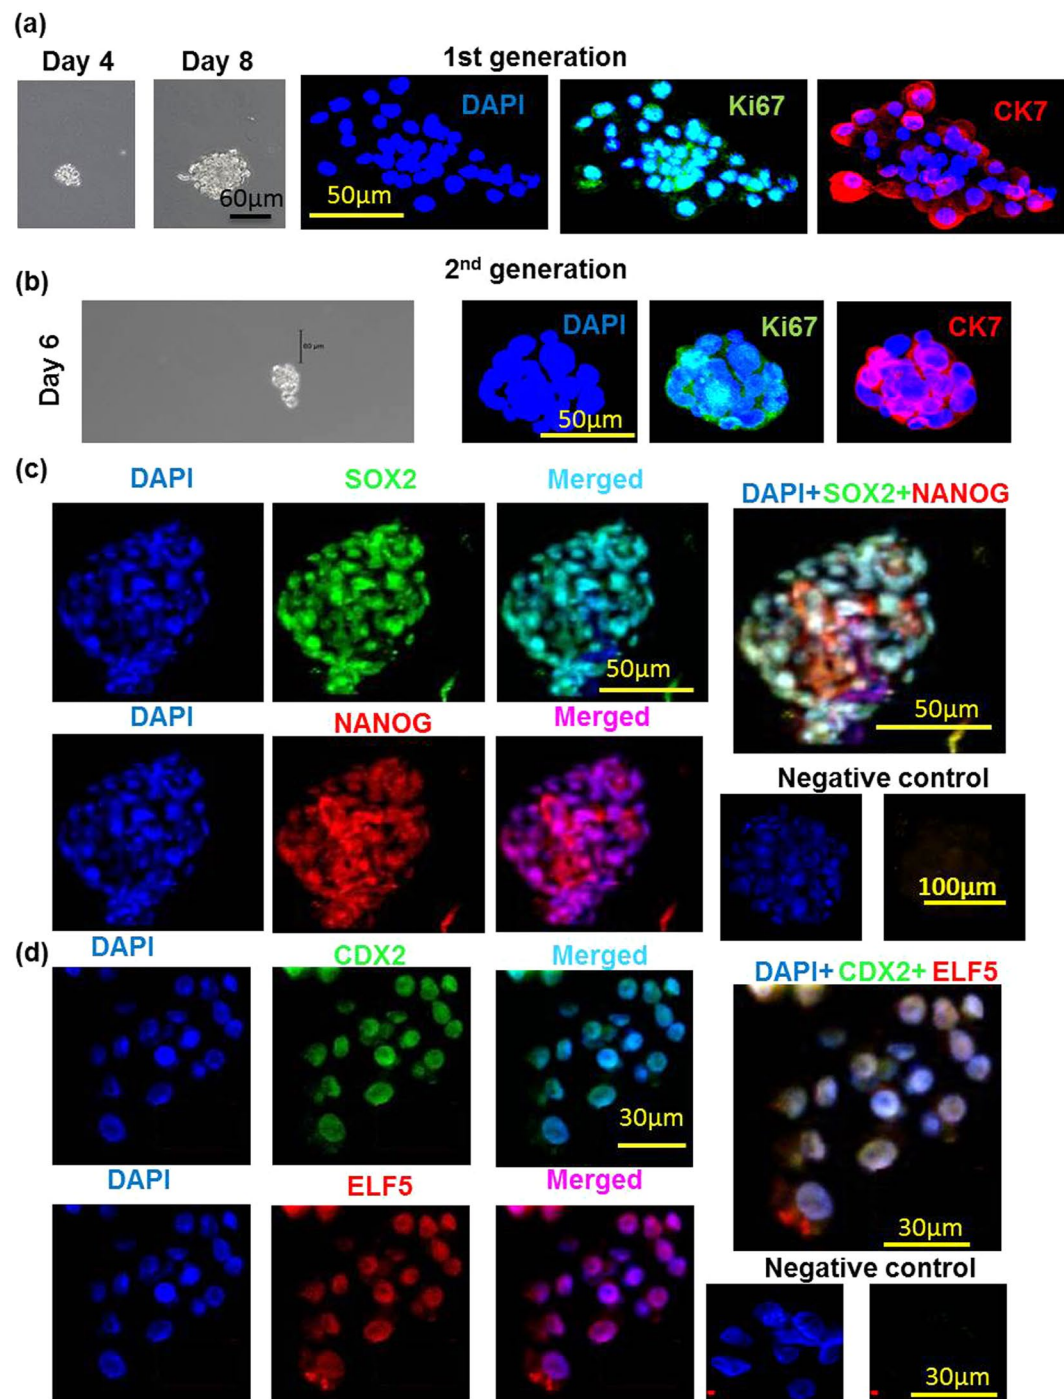 (a)
Day 4 Day 8 1st generation
DAPI Ki67 CK7
60μm 50μm
2nd generation
(b)
Day 6
60 μm
DAPI Ki67 CK7
50μm
(c)
DAPI SOX2 Merged DAPI+SOX2+NANOG
50μm 50μm
DAPI NANOG Merged
Negative control
100μm
(d)
DAPI CDX2 Merged DAPI+ CDX2+ ELF5
30μm
DAPI ELF5 Merged
30μm
Negative control
30μm